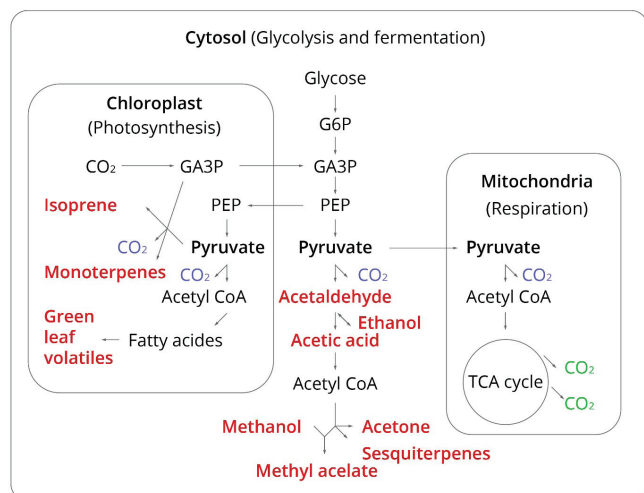 Cytosol (Glycolysis and fermentation)
Chloroplast
(Photosynthesis)
CO₂
GA3P
Isoprene
PEP
CO₂
Pyruvate
Monoterpenes
CO₂
Acetyl CoA
Green
leaf
volatiles
Fatty acides
Glycose
G6P
GA3P
PEP
Pyruvate
CO₂
Acetaldehyde
Ethanol
Acetic acid
Acetyl CoA
Methanol
Acetone
Sesquiterpenes
Methyl acelate
Mitochondria
(Respiration)
Pyruvate
CO₂
Acetyl CoA
TCA cycle
CO₂
CO₂